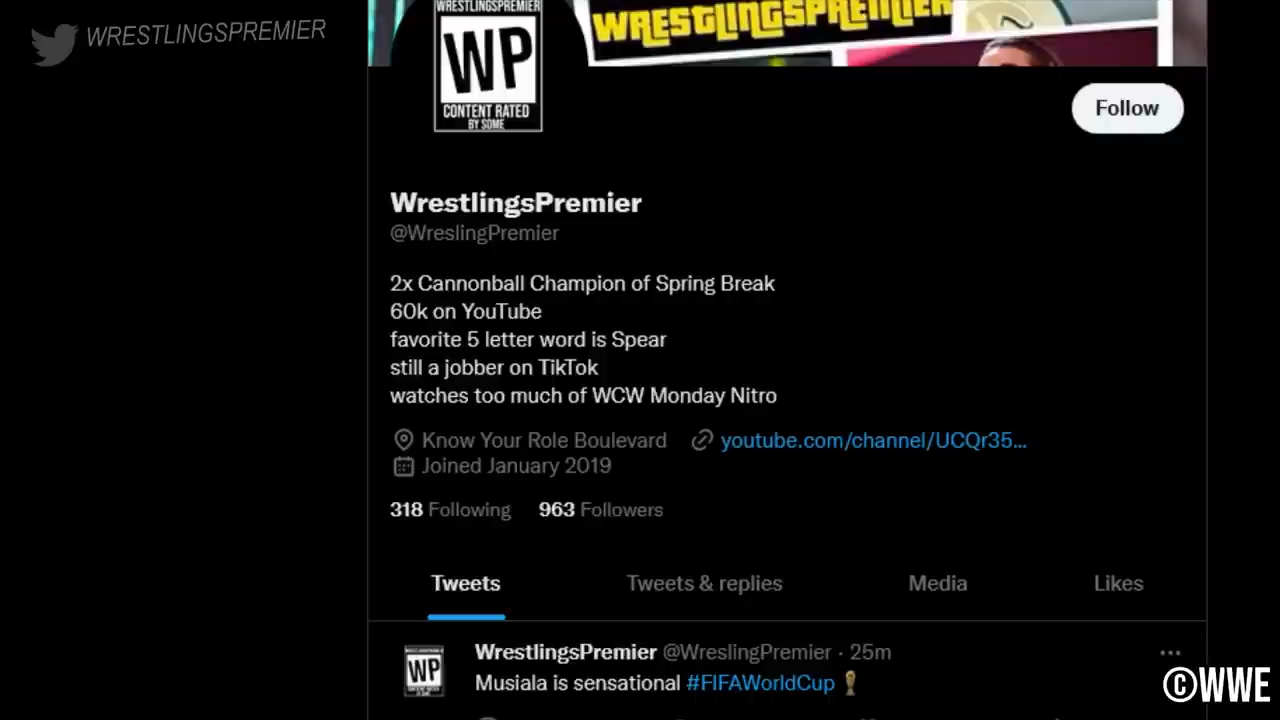 WRESTLINGSPREMIER
WRESTLINGSPREMIER
WP
CONTENT RATED
BY SOME
WRESTLINGSPREMIER
Follow
WrestlingsPremier
@WreslingPremier
2x Cannonball Champion of Spring Break
60k on YouTube
favorite 5 letter word is Spear
still a jobber on TikTok
watches too much of WCW Monday Nitro
Know Your Role Boulevard youtube.com/channel/UCQr35...
Joined January 2019
318 Following 963 Followers
Tweets Tweets & replies Media Likes
WrestlingsPremier @WreslingPremier · 25m
WP
Musiala is sensational #FIFAWorldCup
©WWE